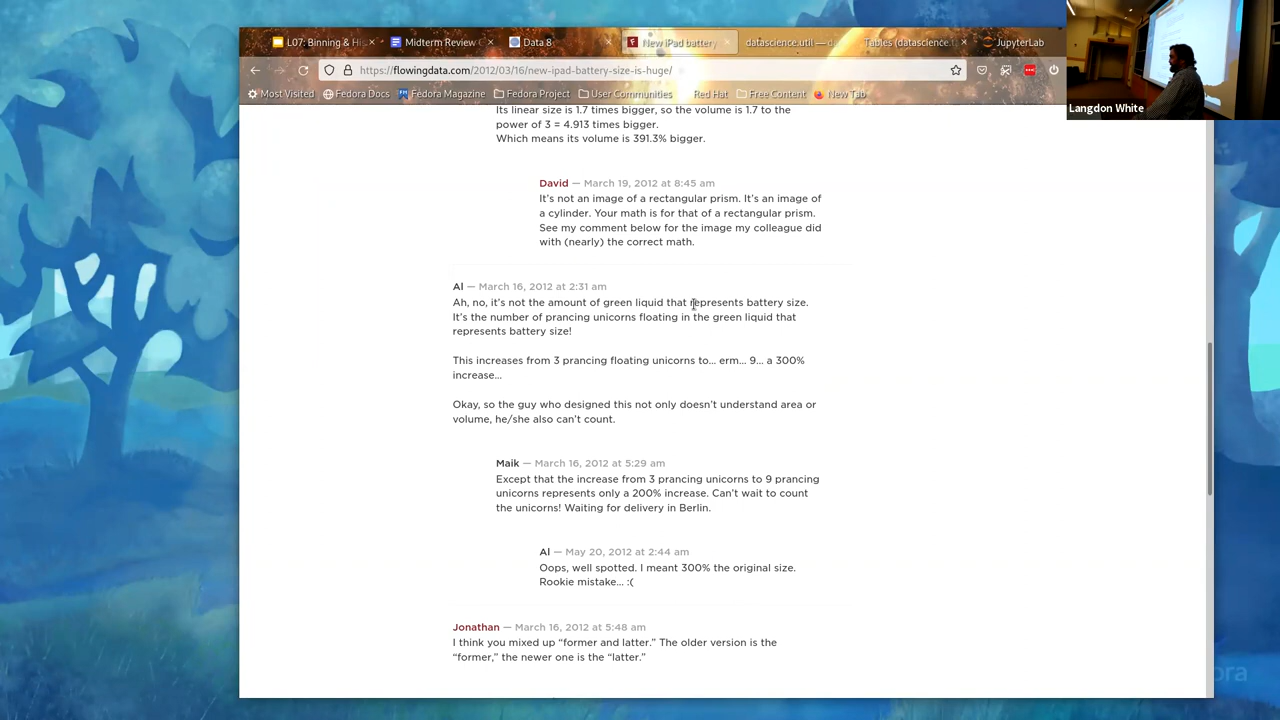 L07: Binning & Hi
Midterm Review
Data 8
New iPad battery
datascience.util — da
Tables (datascience.t
JupyterLab
https://flowingdata.com/2012/03/16/new-ipad-battery-size-is-huge/
Most Visited
Fedora Docs
Fedora Magazine
Fedora Project
User Communities
Red Hat
Free Content
New Tab
Langdon White
Its linear size is 1.7 times bigger, so the volume is 1.7 to the
power of 3 = 4.913 times bigger.
Which means its volume is 391.3% bigger.
David — March 19, 2012 at 8:45 am
It's not an image of a rectangular prism. It's an image of
a cylinder. Your math is for that of a rectangular prism.
See my comment below for the image my colleague did
with (nearly) the correct math.
Al — March 16, 2012 at 2:31 am
Ah, no, it's not the amount of green liquid that represents battery size.
It's the number of prancing unicorns floating in the green liquid that
represents battery size!
This increases from 3 prancing floating unicorns to... erm... 9... a 300%
increase...
Okay, so the guy who designed this not only doesn't understand area or
volume, he/she also can't count.
Maik — March 16, 2012 at 5:29 am
Except that the increase from 3 prancing unicorns to 9 prancing
unicorns represents only a 200% increase. Can't wait to count
the unicorns! Waiting for delivery in Berlin.
Al — May 20, 2012 at 2:44 am
Oops, well spotted. I meant 300% the original size.
Rookie mistake... :(
Jonathan — March 16, 2012 at 5:48 am
I think you mixed up “former and latter.” The older version is the
“former,” the newer one is the “latter.”
ora